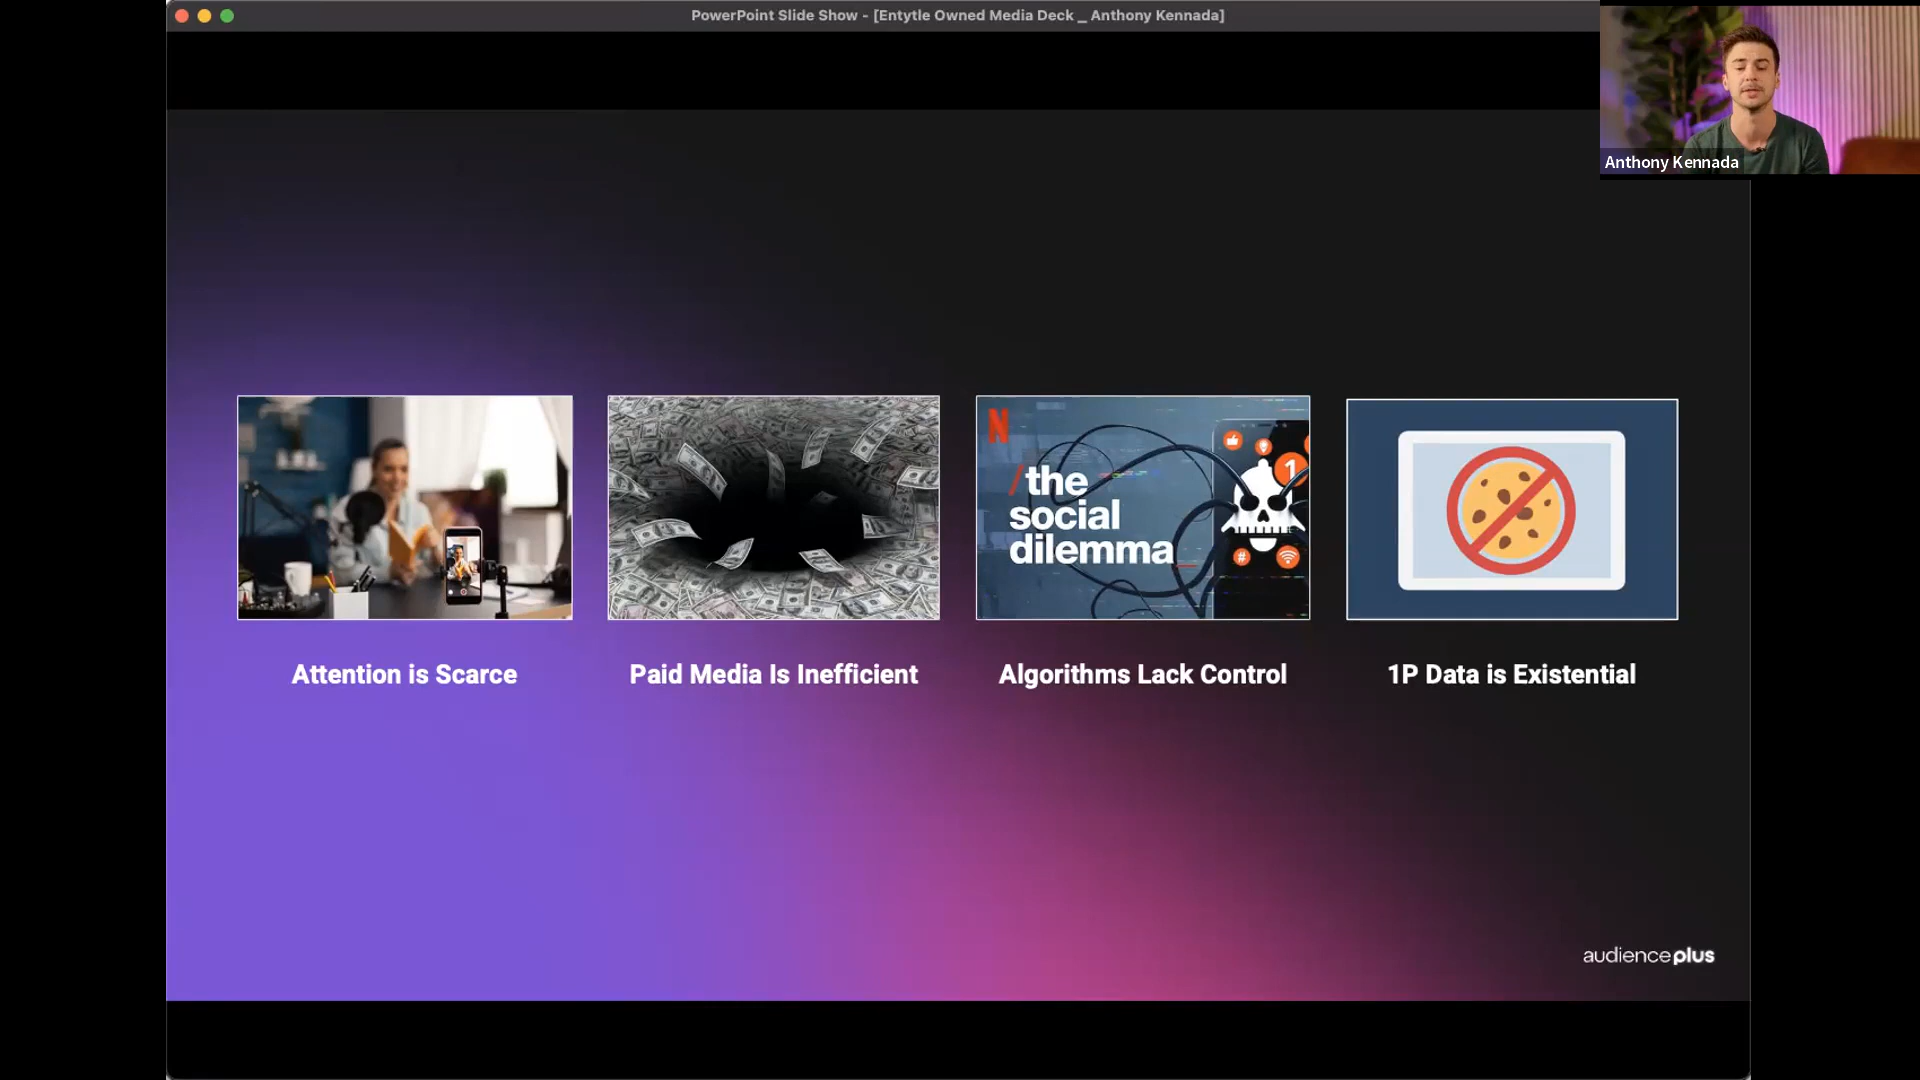 PowerPoint Slide Show - [Entytle Owned Media Deck _ Anthony Kennada]
Anthony Kennada
N
/the
social
dilemma_
1
#
Attention is Scarce
Paid Media Is Inefficient
Algorithms Lack Control
1P Data is Existential
audienceplus